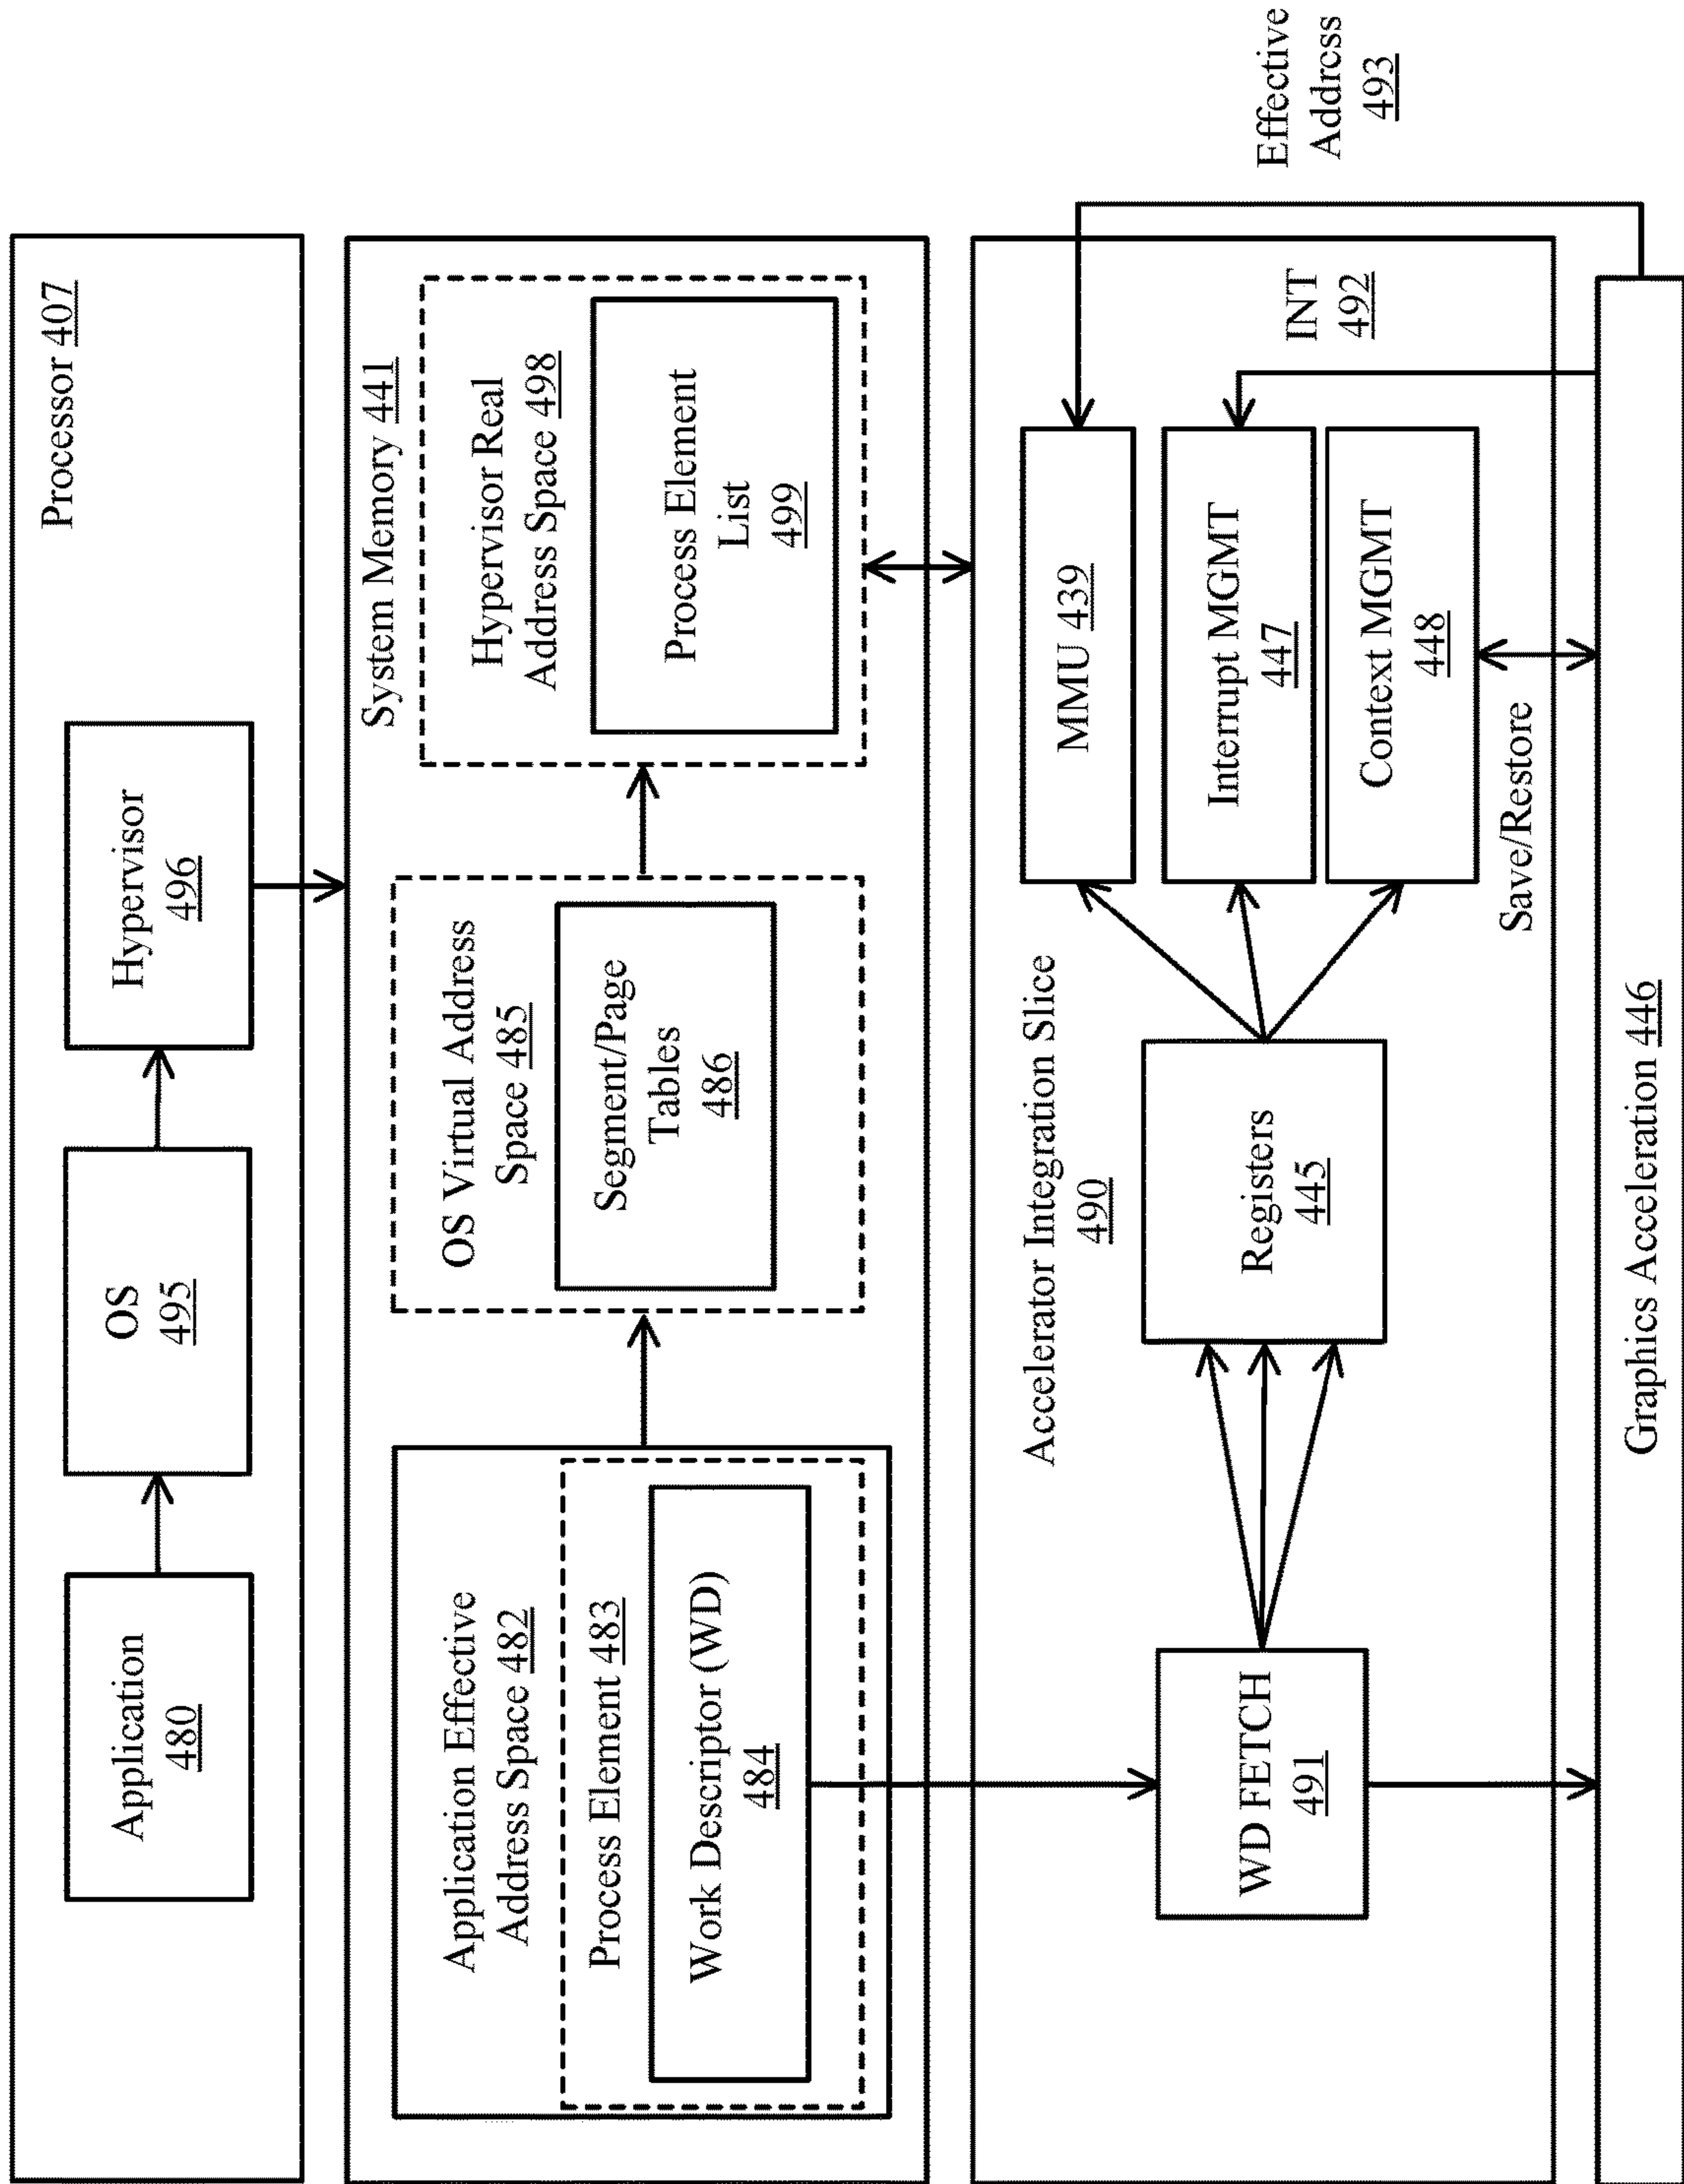 Processor 407
Application
480
OS
495
Hypervisor
496
System Memory 441
Application Effective
Address Space 482
Process Element 483
Work Descriptor (WD)
484
OS Virtual Address
Space 485
Segment/Page
Tables
486
Hypervisor Real
Address Space 498
Process Element
List
499
Accelerator Integration Slice
490
WD FETCH
491
Registers
445
MMU 439
Interrupt MGMT
447
Context MGMT
448
Save/Restore
INT
492
Effective
Address
493
Graphics Acceleration 446